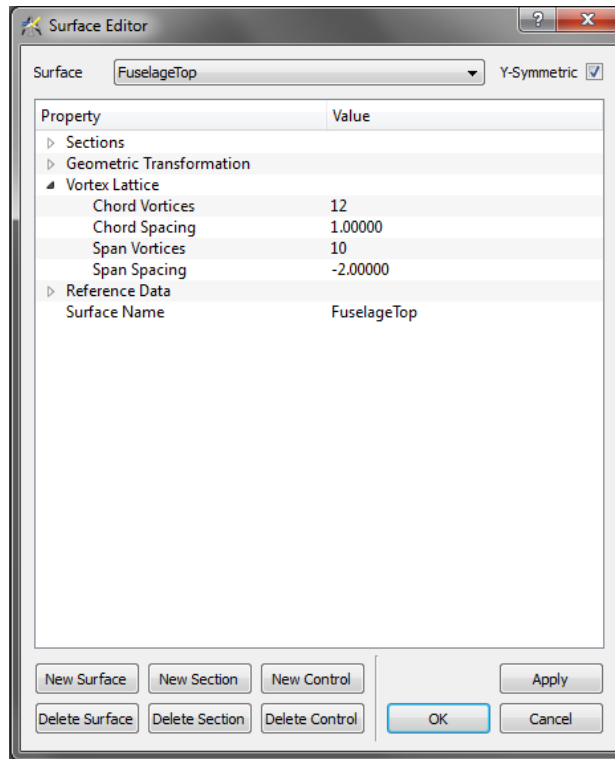 Surface Editor
Surface FuselageTop Y-Symmetric
Property Value
Sections
Geometric Transformation
Vortex Lattice
Chord Vortices 12
Chord Spacing 1.00000
Span Vortices 10
Span Spacing -2.00000
Reference Data
Surface Name FuselageTop
New Surface New Section New Control Apply
Delete Surface Delete Section Delete Control OK Cancel